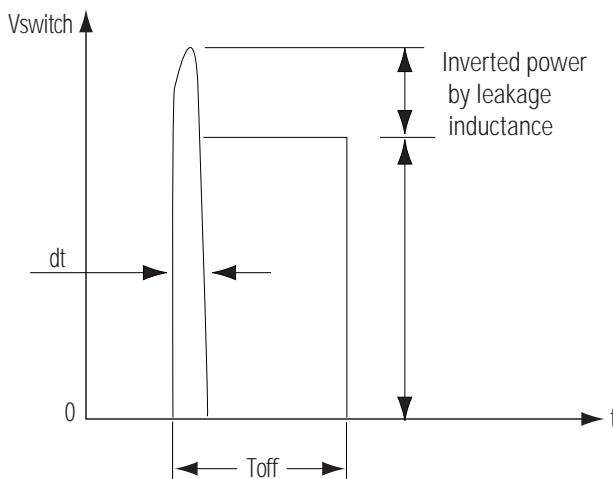 Vswitch
Inverted power
by leakage
inductance
dt
0
t
Toff